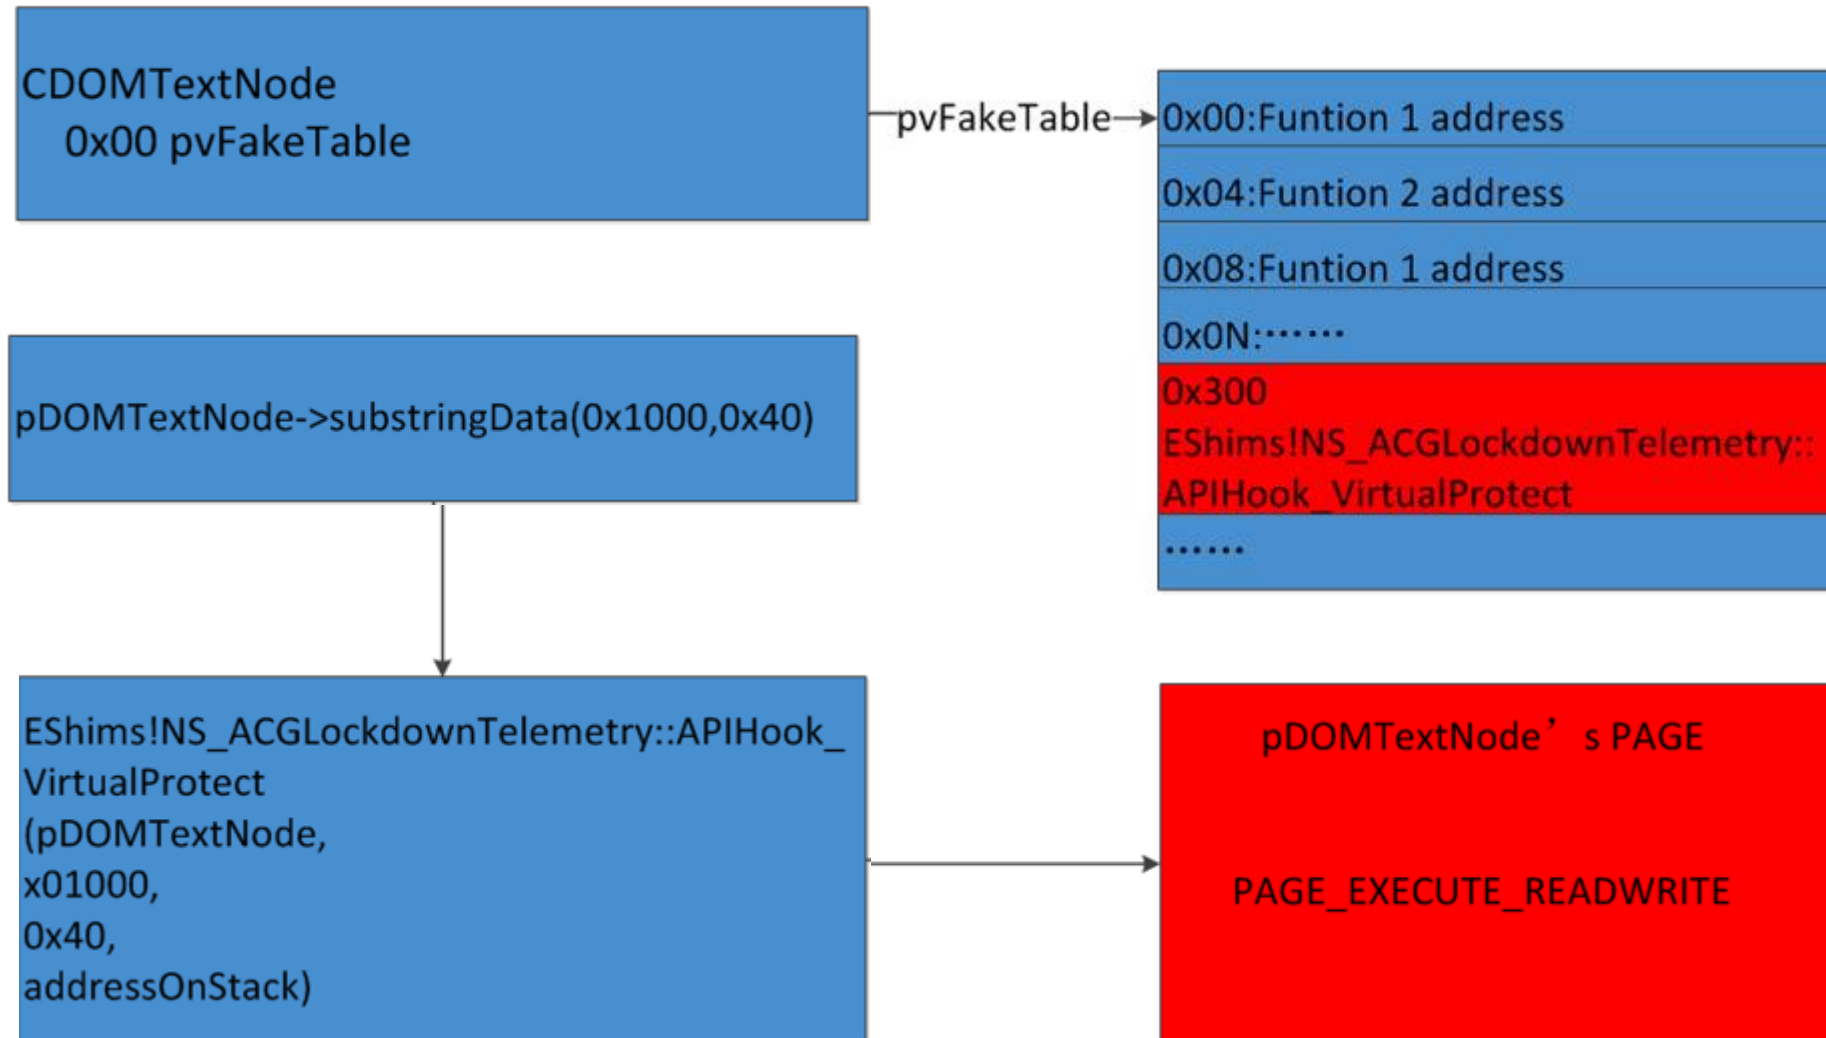 CDOMTextNode
0x00 pvFakeTable
pvFakeTable
0x00:Funtion 1 address
0x04:Funtion 2 address
0x08:Funtion 1 address
0x0N:⋯⋯
0x300
EShims!NS_ACGLockdownTelemetry::
APIHook_VirtualProtect
⋯⋯
pDOMTextNode->substringData(0x1000,0x40)
EShims!NS_ACGLockdownTelemetry::APIHook_
VirtualProtect
(pDOMTextNode,
x01000,
0x40,
addressOnStack)
pDOMTextNode’s PAGE
PAGE_EXECUTE_READWRITE